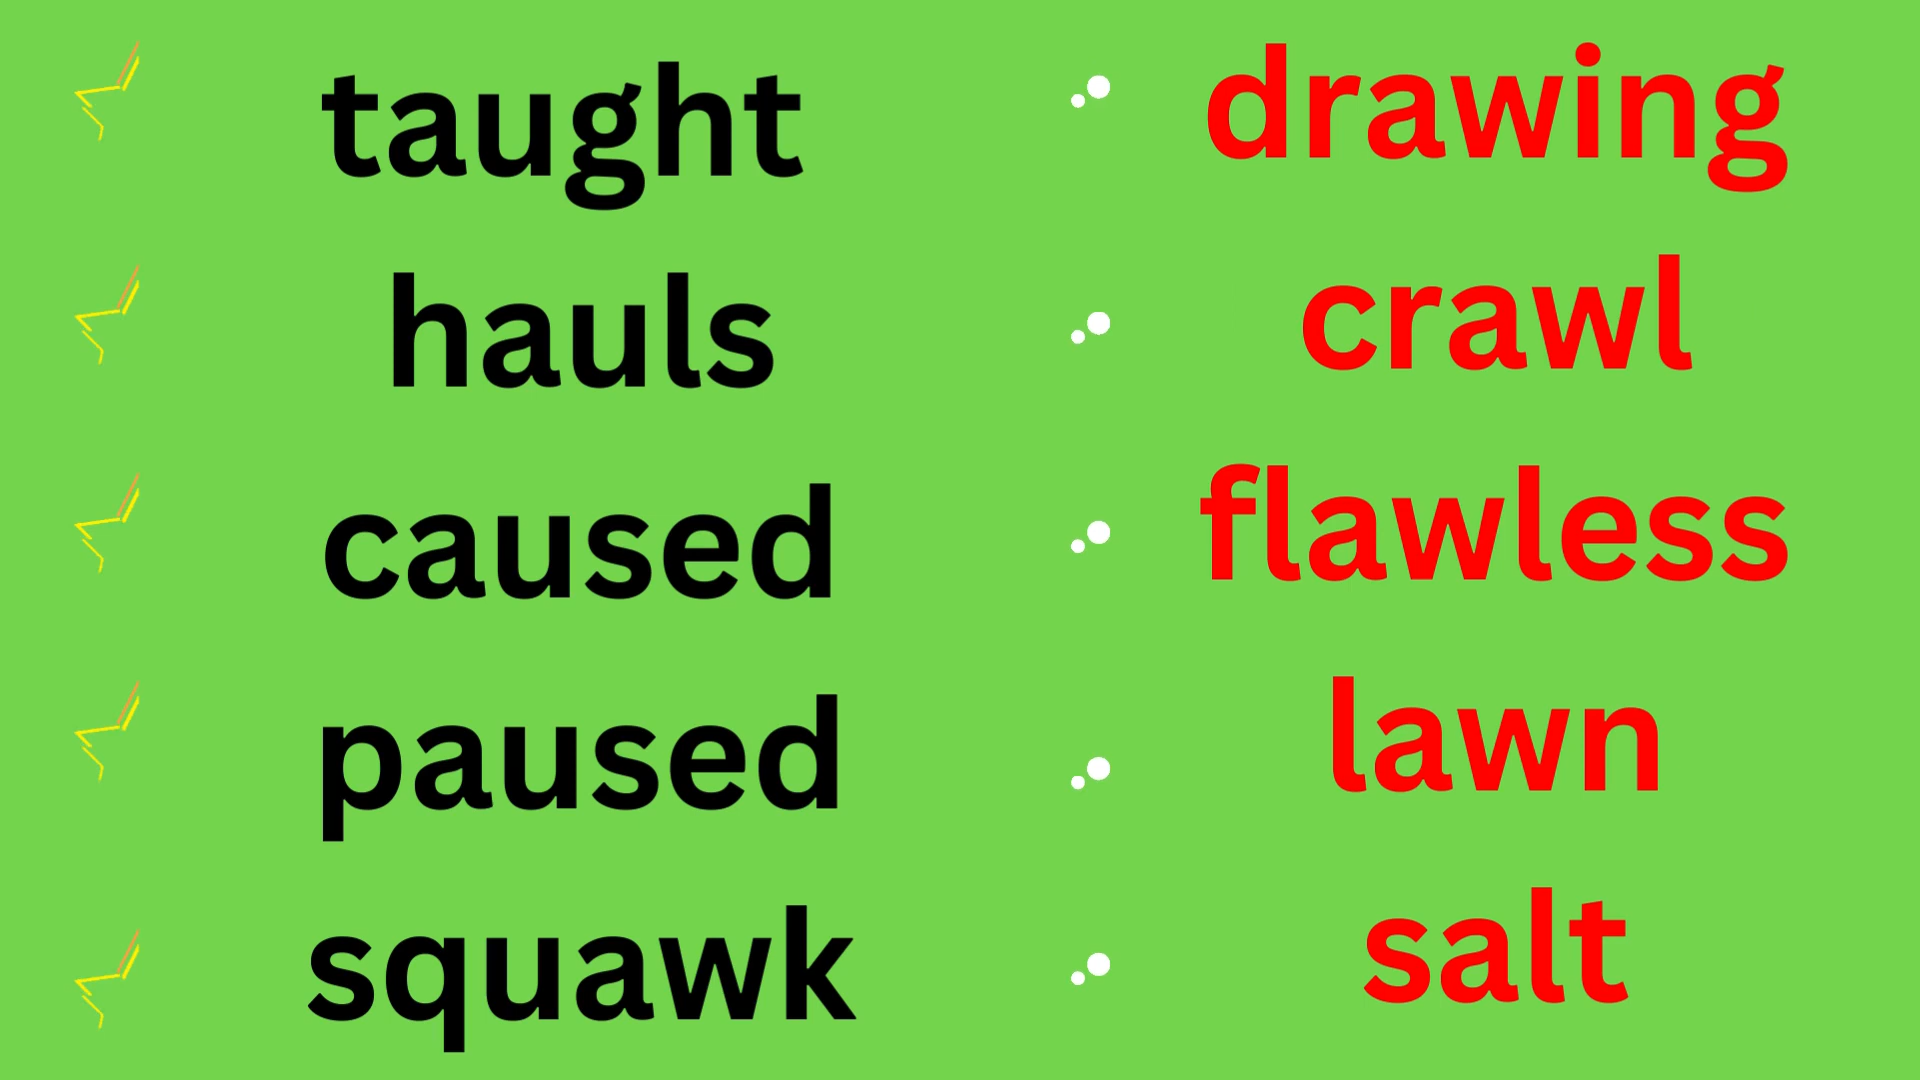 taught
hauls
caused
paused
squawk
drawing
crawl
flawless
lawn
salt